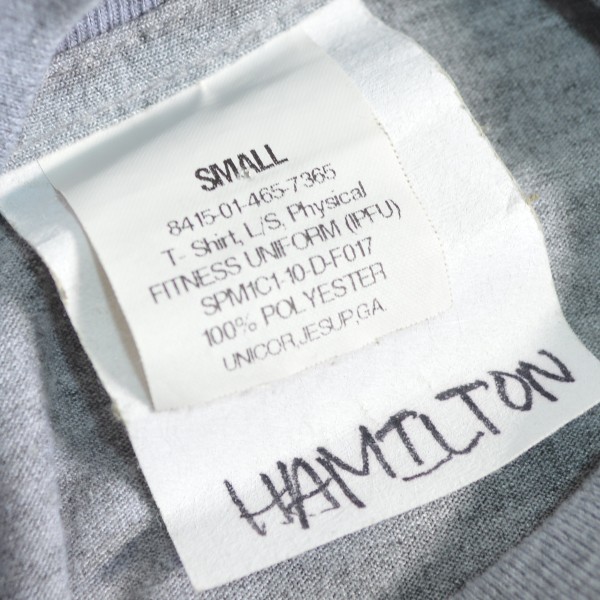 SMALL
8415-01-465-7365
T- Shirt, L/S, Physical
FITNESS UNIFORM (IPFU)
SPM1C1-10-D-F017
100% POLYESTER
UNICOR, JESUP, GA
HAMILTON